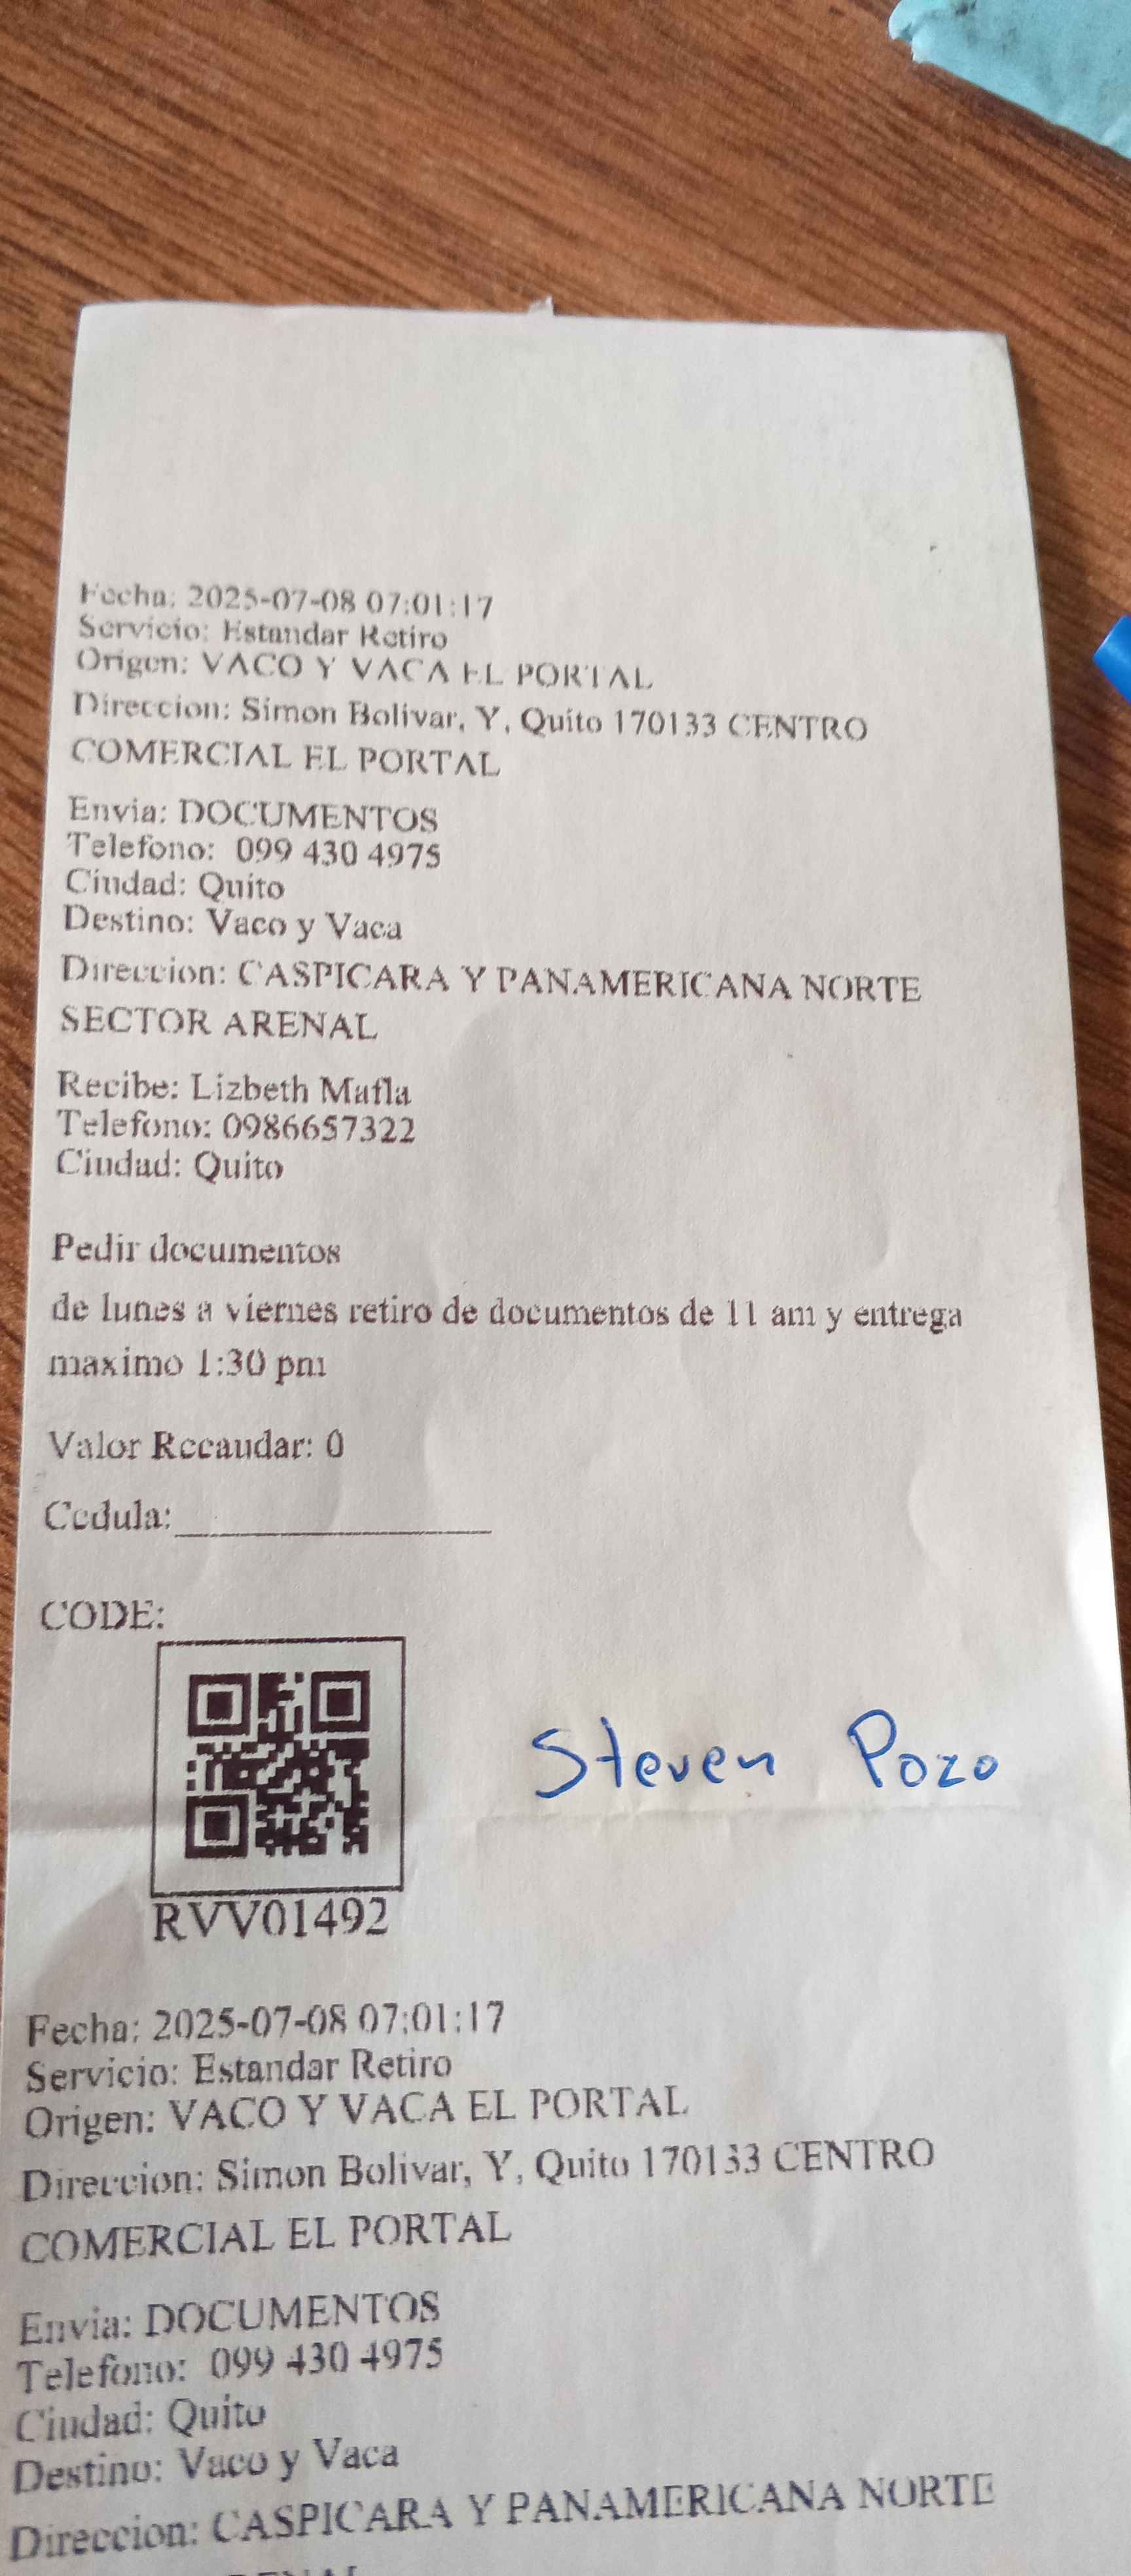 Fecha: 2025-07-08 07:01:17
Servicio: Estandar Retiro
Origen: VACO Y VACA EL PORTAL
Direccion: Simon Bolivar, Y, Quito 170133 CENTRO
COMERCIAL EL PORTAL
Envia: DOCUMENTOS
Telefono: 099 430 4975
Ciudad: Quito
Destino: Vaco y Vaca
Direccion: CASPICARA Y PANAMERICANA NORTE
SECTOR ARENAL
Recibe: Lizbeth Mafla
Telefono: 0986657322
Ciudad: Quito
Pedir documentos
de lunes a viernes retiro de documentos de 11 am y entrega
maximo 1:30 pm
Valor Recaudar: 0
Cedula:
CODE:
Steven Pozo
RVV01492
Fecha: 2025-07-08 07:01:17
Servicio: Estandar Retiro
Origen: VACO Y VACA EL PORTAL
Direccion: Simon Bolivar, Y, Quito 170133 CENTRO
COMERCIAL EL PORTAL
Envia: DOCUMENTOS
Telefono: 099 430 4975
Ciudad: Quito
Destino: Vaco y Vaca
Direccion: CASPICARA Y PANAMERICANA NORTE